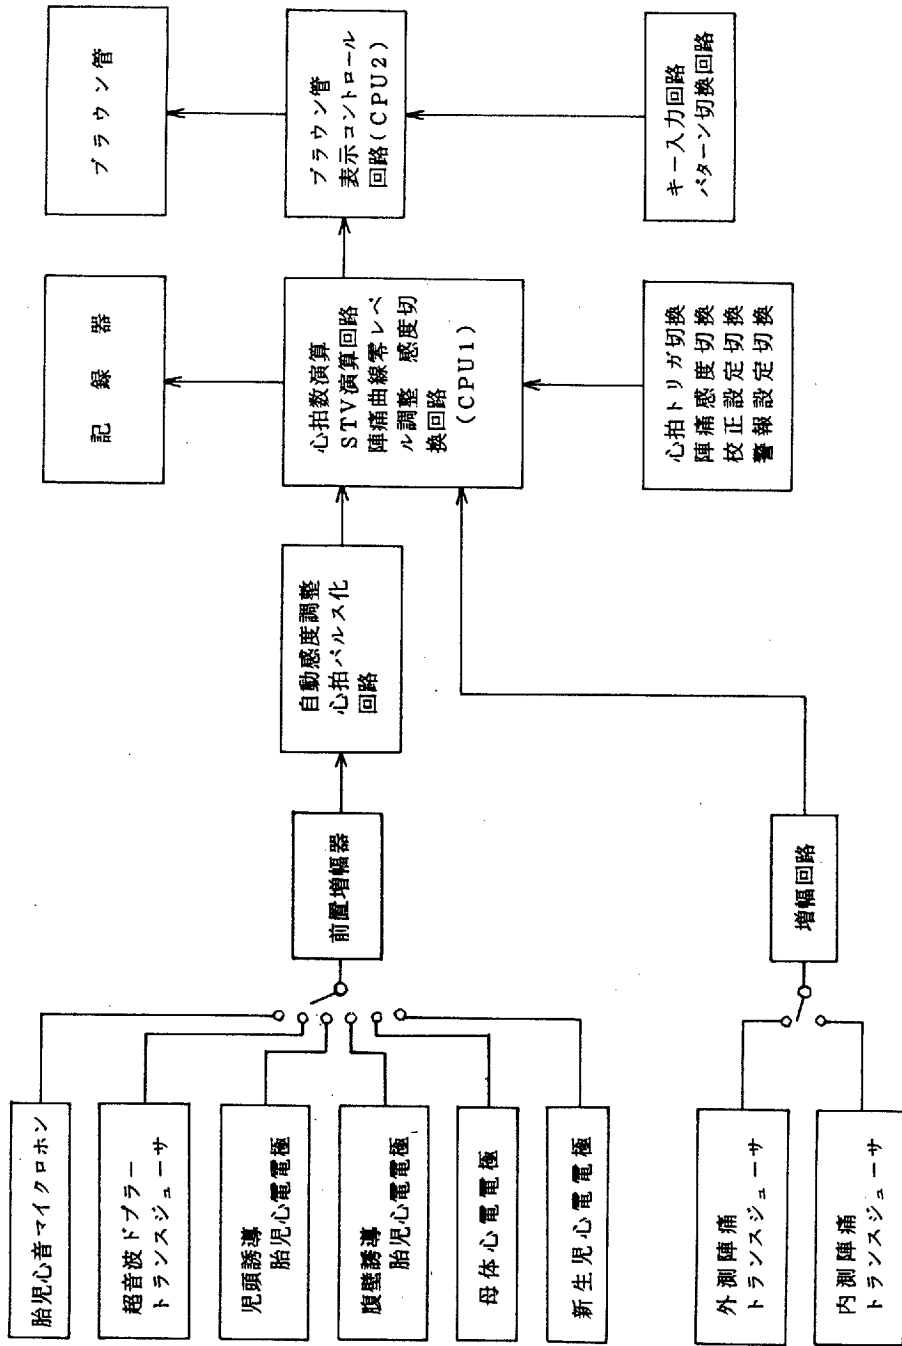 胎児心音マイクロホン
超音波ドプラー
トランスジューサ
児頭誘導
胎児心電電極
腹壁誘導
胎児心電電極
母体心電電極
新生児心電電極
外測陣痛
トランスジューサ
内測陣痛
トランスジューサ
前置増幅器
増幅回路
自動感度調整
心拍パルス化
回路
記録器
心拍数演算
STV演算回路
陣痛曲線零レベ
ル調整 感度切
換回路
(CPU1)
心拍トリガ切換
陣痛感度切換
校正設定切換
警報設定切換
ブラウン管
ブラウン管
表示コントロール
回路(CPU2)
キー入力回路
パターン切換回路